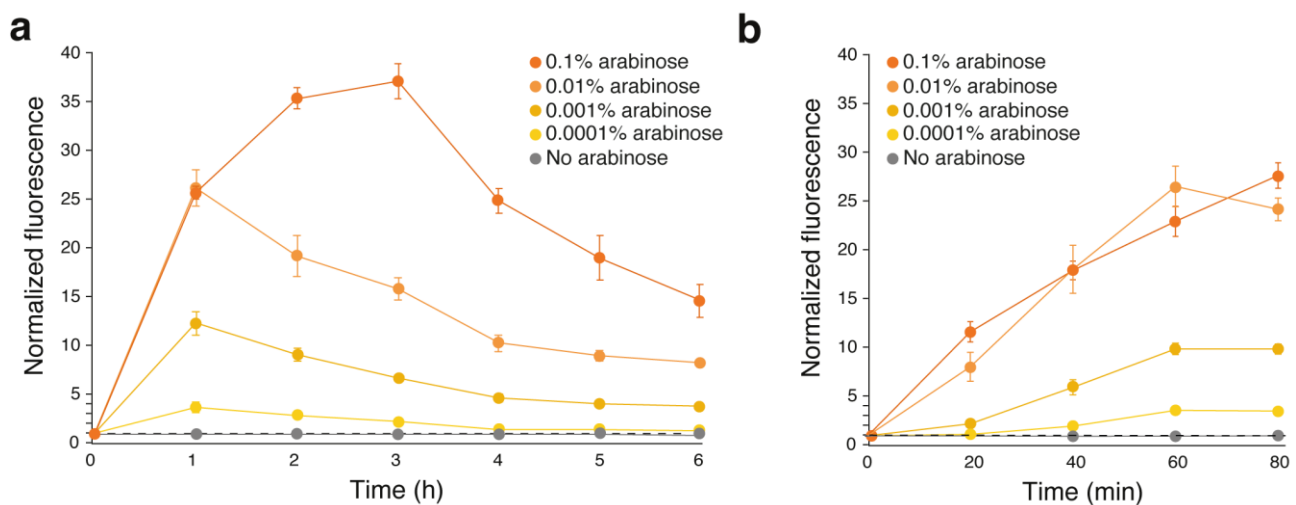 a
40
35
30
25
20
15
10
5
0
Normalized fluorescence
0.1% arabinose
0.01% arabinose
0.001% arabinose
0.0001% arabinose
No arabinose
0 1 2 3 4 5 6
Time (h)
b
40
35
30
25
20
15
10
5
0
Normalized fluorescence
0.1% arabinose
0.01% arabinose
0.001% arabinose
0.0001% arabinose
No arabinose
0 20 40 60 80
Time (min)